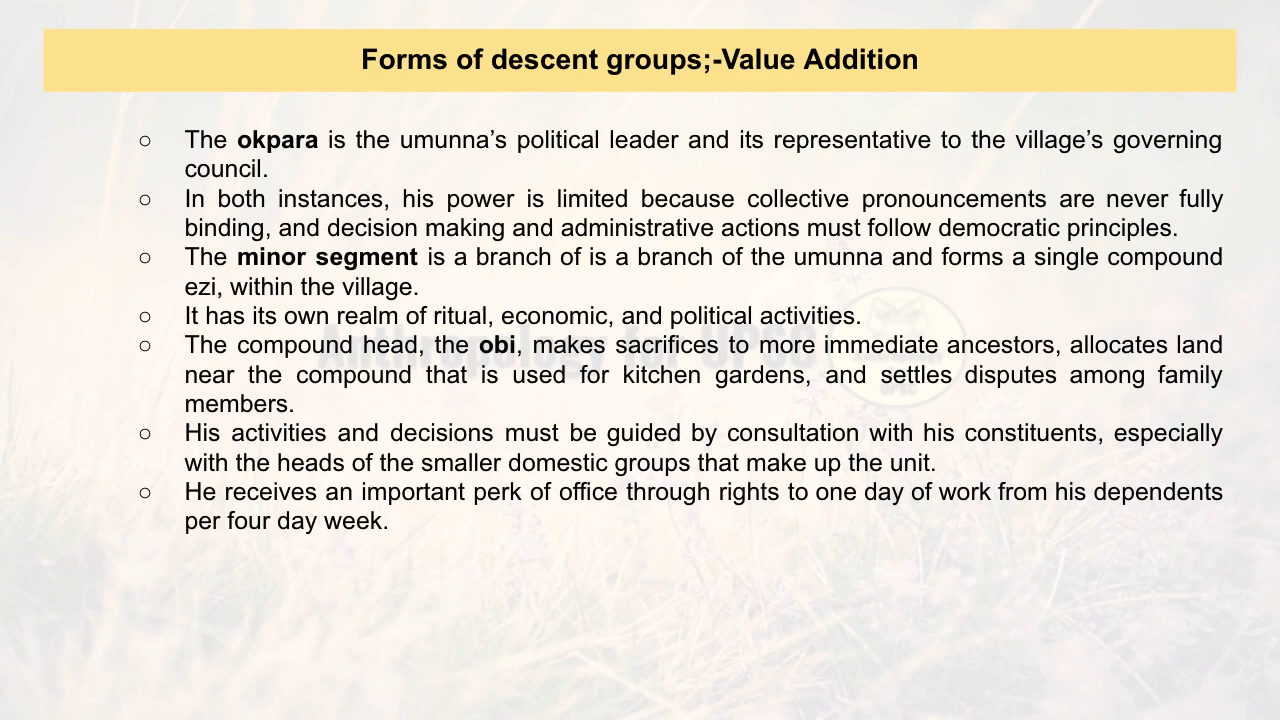 Forms of descent groups;-Value Addition
○ The okpara is the umunna’s political leader and its representative to the village’s governing
council.
○ In both instances, his power is limited because collective pronouncements are never fully
binding, and decision making and administrative actions must follow democratic principles.
○ The minor segment is a branch of is a branch of the umunna and forms a single compound
ezi, within the village.
○ It has its own realm of ritual, economic, and political activities.
Anthropology for UPSC
○ The compound head, the obi, makes sacrifices to more immediate ancestors, allocates land
near the compound that is used for kitchen gardens, and settles disputes among family
members.
○ His activities and decisions must be guided by consultation with his constituents, especially
with the heads of the smaller domestic groups that make up the unit.
○ He receives an important perk of office through rights to one day of work from his dependents
per four day week.